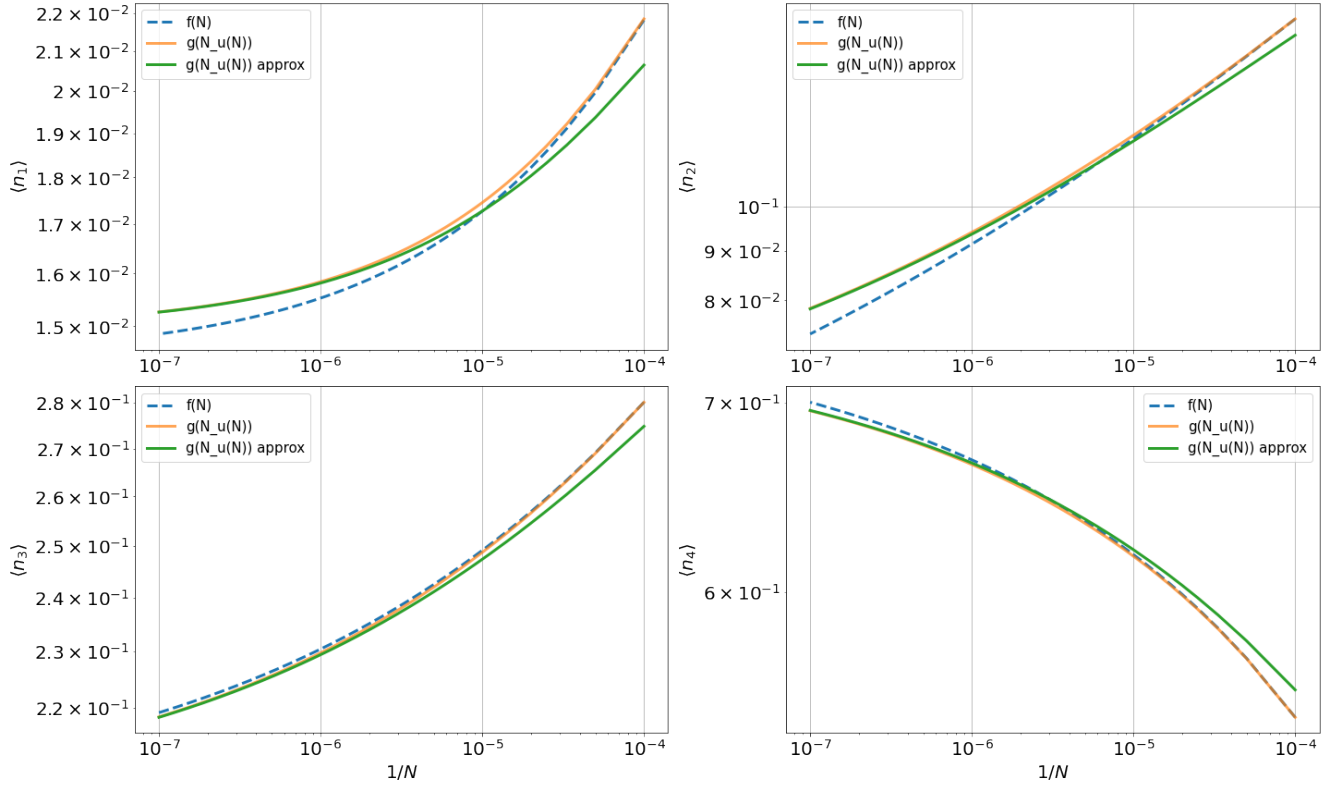 2.2 × 10⁻²
2.1 × 10⁻²
2 × 10⁻²
1.9 × 10⁻²
1.8 × 10⁻²
1.7 × 10⁻²
1.6 × 10⁻²
1.5 × 10⁻²
⟨n₁⟩
f(N)
g(N_u(N))
g(N_u(N)) approx
10⁻⁷
10⁻⁶
10⁻⁵
10⁻⁴
10⁻¹
9 × 10⁻²
8 × 10⁻²
⟨n₂⟩
f(N)
g(N_u(N))
g(N_u(N)) approx
10⁻⁷
10⁻⁶
10⁻⁵
10⁻⁴
2.8 × 10⁻¹
2.7 × 10⁻¹
2.6 × 10⁻¹
2.5 × 10⁻¹
2.4 × 10⁻¹
2.3 × 10⁻¹
2.2 × 10⁻¹
⟨n₃⟩
f(N)
g(N_u(N))
g(N_u(N)) approx
10⁻⁷
10⁻⁶
10⁻⁵
10⁻⁴
1/N
7 × 10⁻¹
6 × 10⁻¹
⟨n₄⟩
f(N)
g(N_u(N))
g(N_u(N)) approx
10⁻⁷
10⁻⁶
10⁻⁵
10⁻⁴
1/N